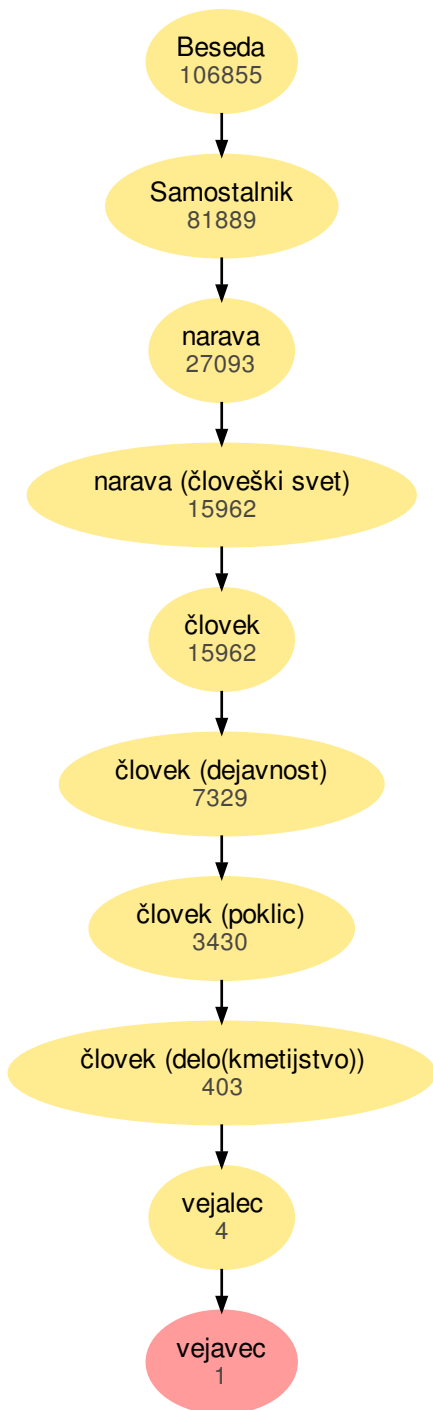 Beseda
106855
Samostalnik
81889
narava
27093
narava (človeški svet)
15962
človek
15962
človek (dejavnost)
7329
človek (poklic)
3430
človek (delo(kmetijstvo))
403
vejalec
4
vejavec
1